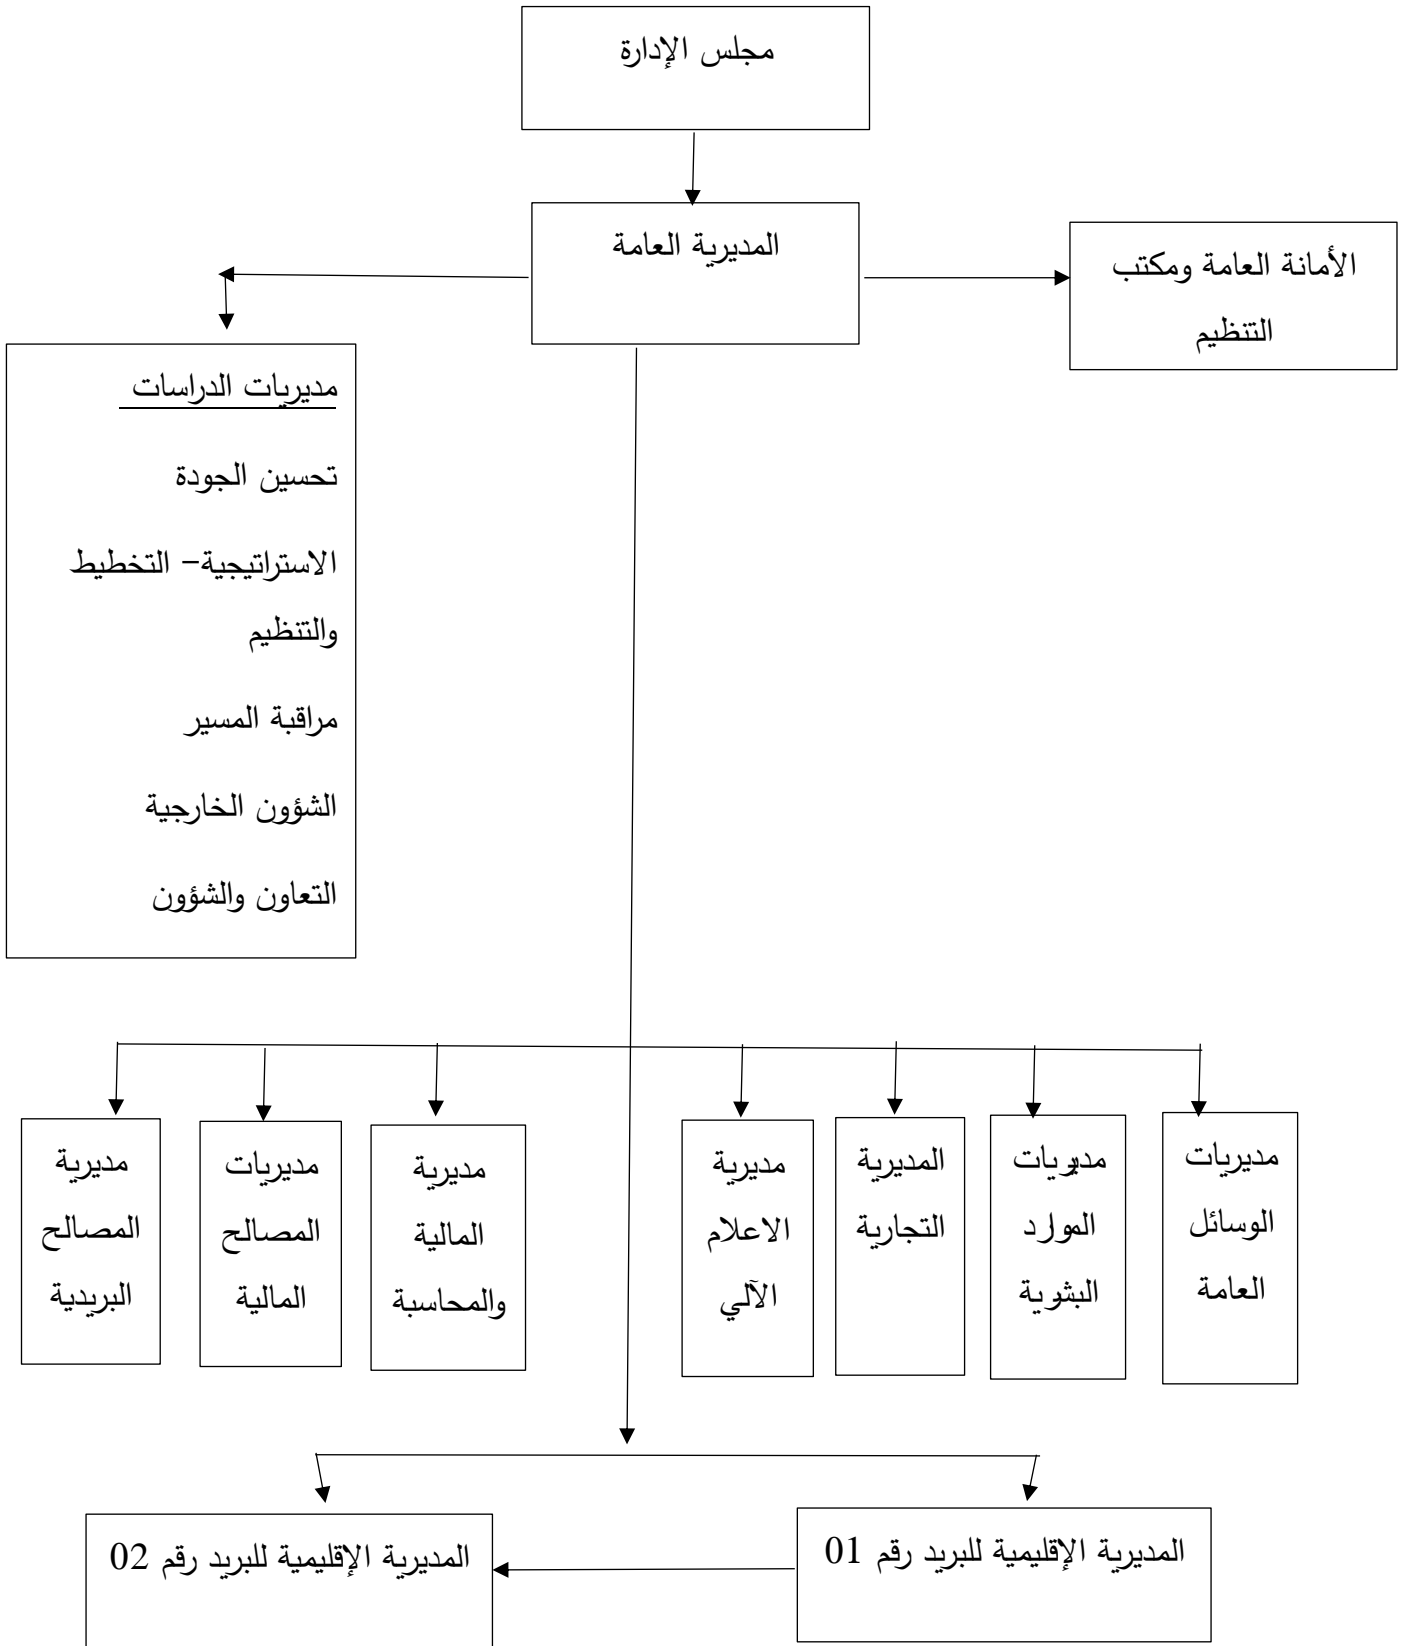 مجلس الإدارة
المديرية العامة
الأمانة العامة ومكتب
التنظيم
مديريات الدراسات
تحسين الجودة
الاستراتيجية– التخطيط
والتنظيم
مراقبة المسير
الشؤون الخارجية
التعاون والشؤون
مديريات
الوسائل
العامة
مديريات
الموارد
البشرية
المديرية
التجارية
مديرية
الاعلام
الآلي
مديرية
المالية
والمحاسبة
مديريات
المصالح
المالية
مديرية
المصالح
البريدية
المديرية الإقليمية للبريد رقم 01
المديرية الإقليمية للبريد رقم 02